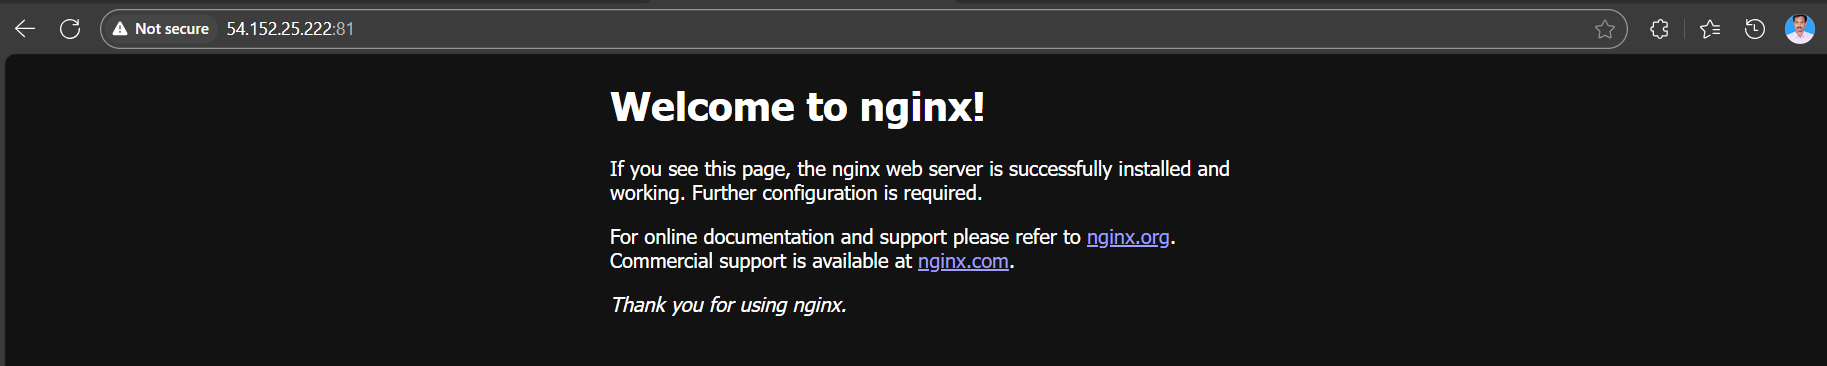 Not secure 54.152.25.222:81
Welcome to nginx!
If you see this page, the nginx web server is successfully installed and
working. Further configuration is required.
For online documentation and support please refer to nginx.org.
Commercial support is available at nginx.com.
Thank you for using nginx.